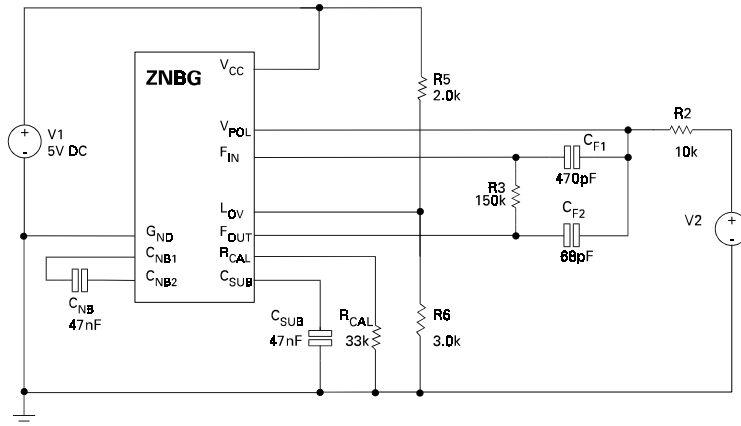 ZNBG
VCC
R5
2.0k
VPOL
R2
10k
V1
5V DC
+
-
FIN
CF1
470pF
R3
150k
LOV
CF2
68pF
V2
+
-
GND
FOUT
CNB1
RCAL
CNB2
CSUB
CNB
47nF
CSUB
47nF
RCAL
33k
R6
3.0k